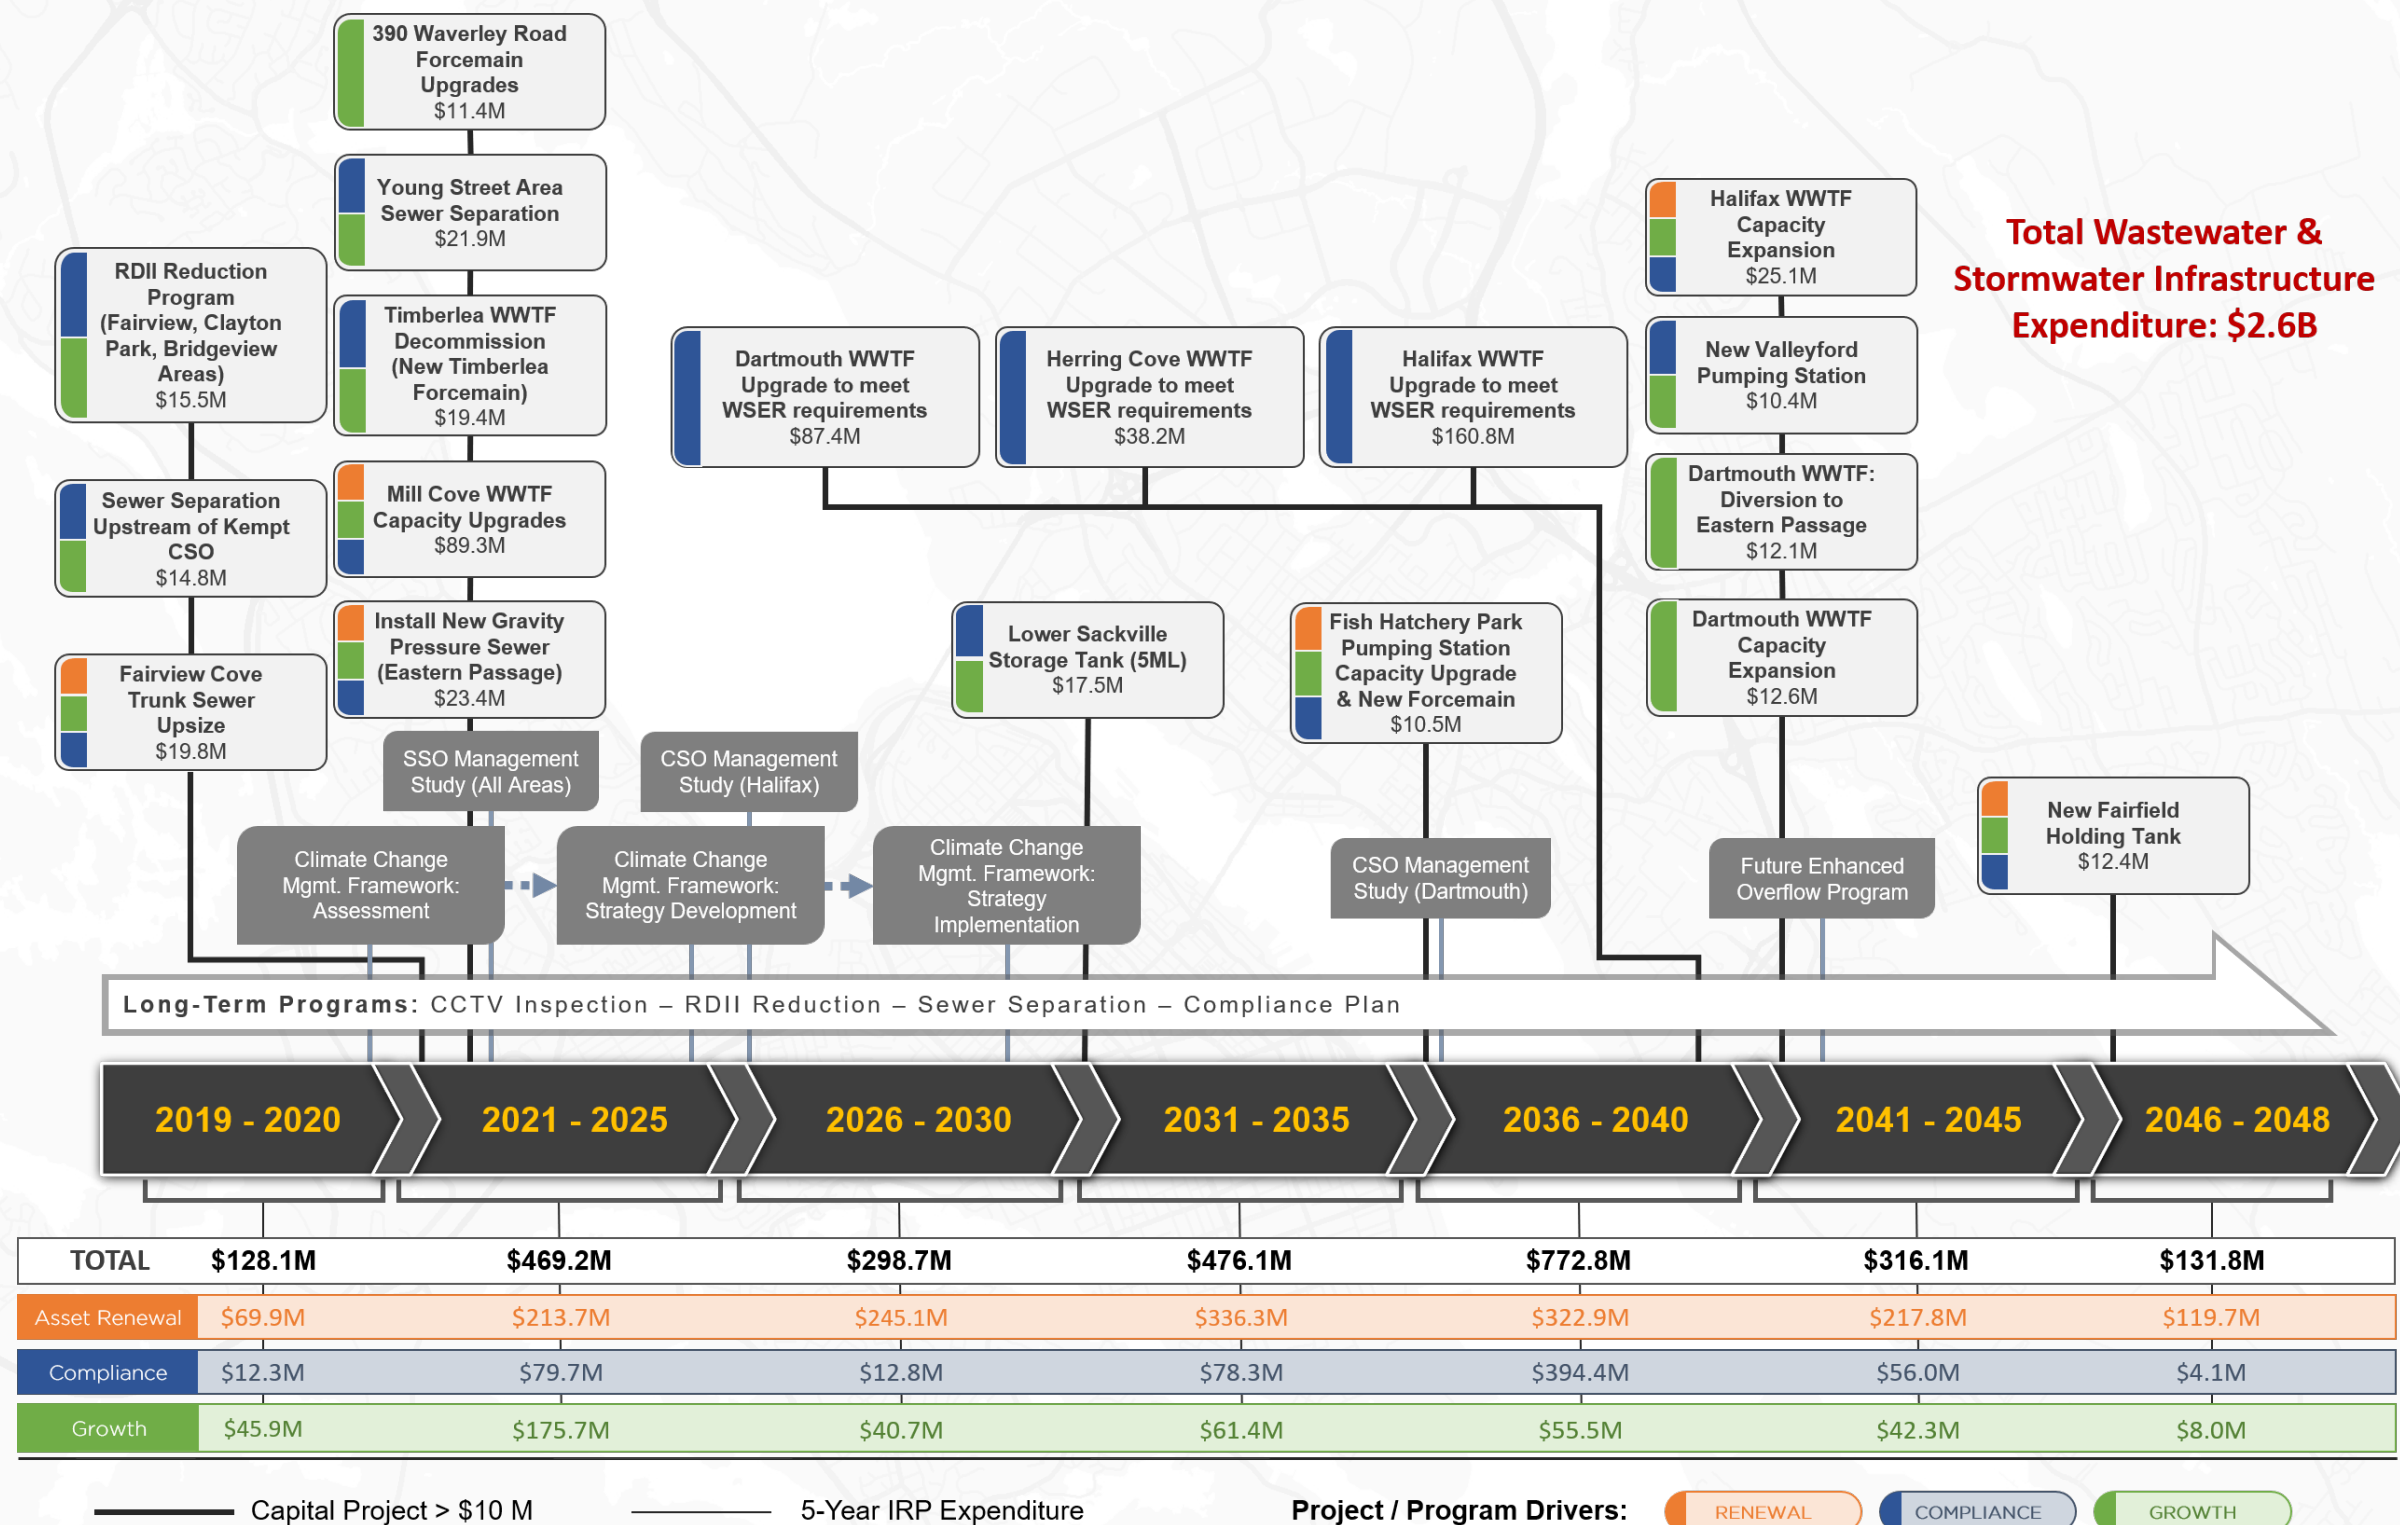 390 Waverley Road
Forcemain
Upgrades
$11.4M
Young Street Area
Sewer Separation
$21.9M
RDII Reduction
Program
(Fairview, Clayton
Park, Bridgeview
Areas)
$15.5M
Timberlea WWTF
Decommission
(New Timberlea
Forcemain)
$19.4M
Sewer Separation
Upstream of Kempt
CSO
$14.8M
Mill Cove WWTF
Capacity Upgrades
$89.3M
Fairview Cove
Trunk Sewer
Upsize
$19.8M
Install New Gravity
Pressure Sewer
(Eastern Passage)
$23.4M
Dartmouth WWTF
Upgrade to meet
WSER requirements
$87.4M
Herring Cove WWTF
Upgrade to meet
WSER requirements
$38.2M
Halifax WWTF
Upgrade to meet
WSER requirements
$160.8M
Halifax WWTF
Capacity
Expansion
$25.1M
New Valleyford
Pumping Station
$10.4M
Dartmouth WWTF:
Diversion to
Eastern Passage
$12.1M
Dartmouth WWTF
Capacity
Expansion
$12.6M
Total Wastewater &
Stormwater Infrastructure
Expenditure: $2.6B
Lower Sackville
Storage Tank (5ML)
$17.5M
Fish Hatchery Park
Pumping Station
Capacity Upgrade
& New Forcemain
$10.5M
New Fairfield
Holding Tank
$12.4M
SSO Management
Study (All Areas)
CSO Management
Study (Halifax)
Climate Change
Mgmt. Framework:
Assessment
Climate Change
Mgmt. Framework:
Strategy Development
Climate Change
Mgmt. Framework:
Strategy
Implementation
CSO Management
Study (Dartmouth)
Future Enhanced
Overflow Program
Long-Term Programs: CCTV Inspection – RDII Reduction – Sewer Separation – Compliance Plan
2019 - 2020 2021 - 2025 2026 - 2030 2031 - 2035 2036 - 2040 2041 - 2045 2046 - 2048
TOTAL $128.1M $469.2M $298.7M $476.1M $772.8M $316.1M $131.8M
Asset Renewal $69.9M $213.7M $245.1M $336.3M $322.9M $217.8M $119.7M
Compliance $12.3M $79.7M $12.8M $78.3M $394.4M $56.0M $4.1M
Growth $45.9M $175.7M $40.7M $61.4M $55.5M $42.3M $8.0M
Capital Project > $10 M 5-Year IRP Expenditure Project / Program Drivers: RENEWAL COMPLIANCE GROWTH